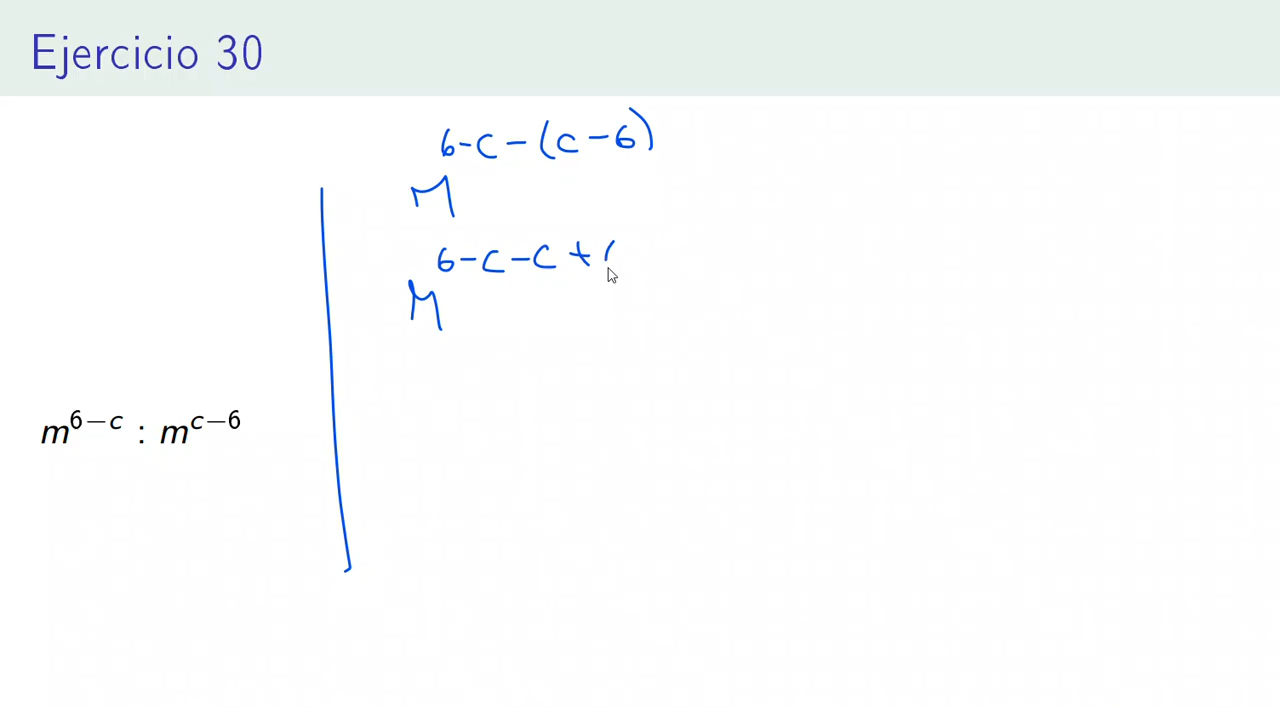 Ejercicio 30
m^{6-c} : m^{c-6}
M^{6-c-(c-6)}
M^{6-c-c+}